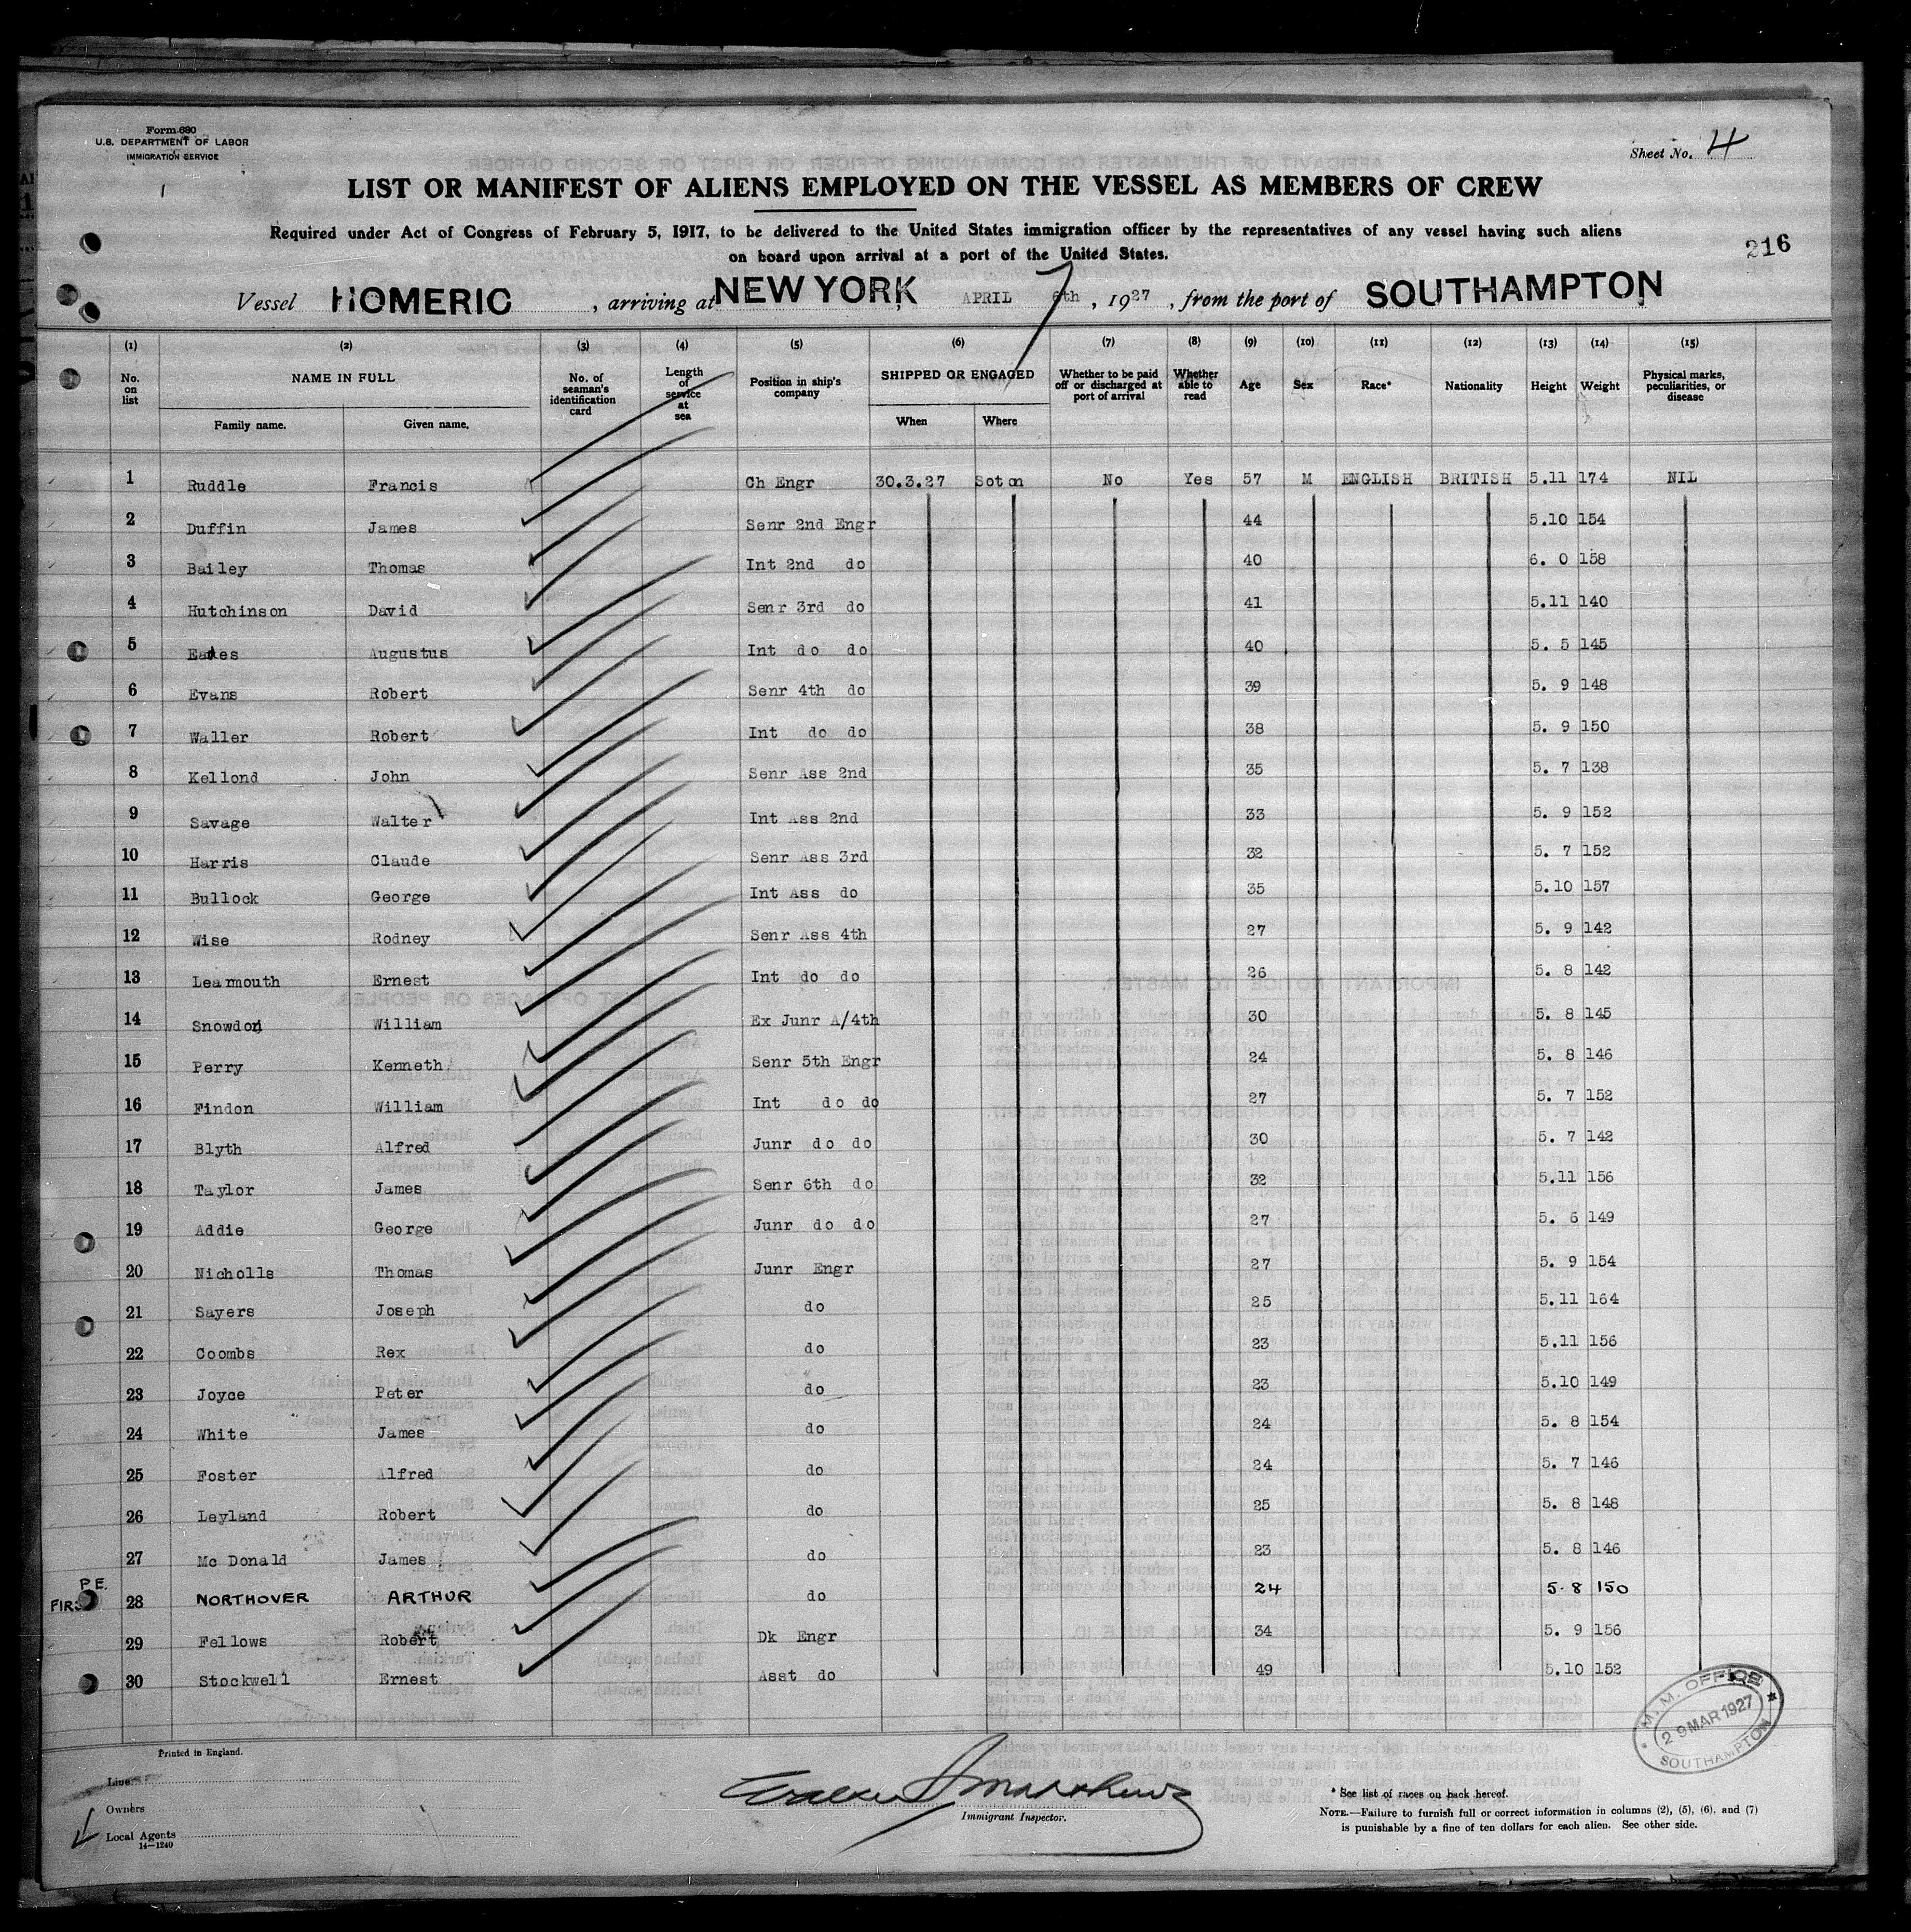 Form 680
U.S. DEPARTMENT OF LABOR
IMMIGRATION SERVICE
Sheet No. 4
LIST OR MANIFEST OF ALIENS EMPLOYED ON THE VESSEL AS MEMBERS OF CREW
Required under Act of Congress of February 5, 1917, to be delivered to the United States immigration officer by the representatives of any vessel having such aliens
on board upon arrival at a port of the United States.
216
Vessel HOMERIC, arriving at NEW YORK, APRIL 6th 7, 1927, from the port of SOUTHAMPTON
(1) (2) (3) (4) (5) (6) (7) (8) (9) (10) (11) (12) (13) (14) (15)
No. on list NAME IN FULL Family name. Given name. No. of seaman's identification card Length of service at sea Position in ship's company SHIPPED OR ENGAGED When Where Whether to be paid off or discharged at port of arrival Whether able to read Age Sex Race* Nationality Height Weight Physical marks, peculiarities, or disease
1 Ruddle Francis Ch Engr 30.3.27 Soton No Yes 57 M ENGLISH BRITISH 5.11 174 NIL
2 Duffin James Senr 2nd Engr 44 5.10 154
3 Bailey Thomas Int 2nd do 40 6. 0 158
4 Hutchinson David Senr 3rd do 41 5.11 140
5 Augustus Int do do 40 5. 5 145
6 Evans Robert Senr 4th do 39 5. 9 148
7 Waller Robert Int do do 38 5. 9 150
8 Kellond John Senr Ass 2nd 35 5. 7 138
9 Savage Walter Int Ass 2nd 33 5. 9 152
10 Harris Claude Senr Ass 3rd 32 5. 7 152
11 Bullock George Int Ass do 35 5.10 157
12 Wise Rodney Senr Ass 4th 27 5. 9 142
13 Learmouth Ernest Int do do 26 5. 8 142
14 Snowdon William Ex Junr A/4th 30 5. 8 145
15 Perry Kenneth Senr 5th Engr 24 5. 8 146
16 Findon William Int do do 27 5. 7 152
17 Blyth Alfred Junr do do 30 5. 7 142
18 Taylor James Senr 6th do 32 5.11 156
19 Addie George Junr do do 27 5. 6 149
20 Nicholls Thomas Junr Engr 27 5. 9 154
21 Sayers Joseph do 25 5.11 164
22 Coombs Rex do 23 5.11 156
23 Joyce Peter do 23 5.10 149
24 White James do 24 5. 8 154
25 Foster Alfred do 24 5. 7 146
26 Leyland Robert do 25 5. 8 148
27 Mc Donald James do 23 5. 8 146
P.E.
28 NORTHOVER ARTHUR do 24 5·8 150
29 Fellows Robert Dk Engr 34 5. 9 156
30 Stockwell Ernest Asst do 49 5.10 152
M.M. OFFICE
29 MAR 1927
SOUTHAMPTON
Printed in England.
Line
Owners
Local Agents
14—1240
Immigrant Inspector.
* See list of races on back hereof.
NOTE.—Failure to furnish full or correct information in columns (2), (5), (6), and (7)
is punishable by a fine of ten dollars for each alien. See other side.